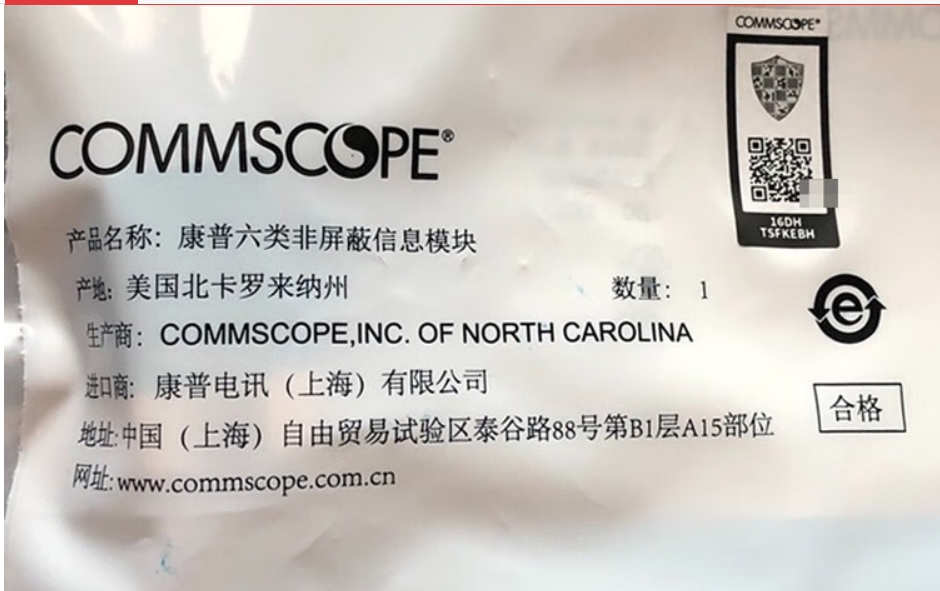 COMMSCOPE®
16DH
TSFKEBH
COMMSCOPE®
产品名称：康普六类非屏蔽信息模块
产地：美国北卡罗来纳州 数量：1
生产商：COMMSCOPE,INC. OF NORTH CAROLINA
进口商：康普电讯（上海）有限公司
地址:中国（上海）自由贸易试验区泰谷路88号第B1层A15部位
网址:www.commscope.com.cn
e
合格